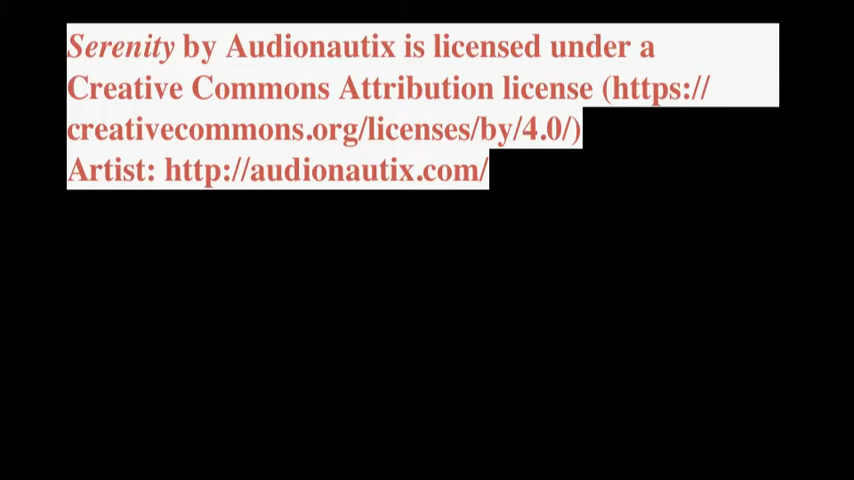 Serenity by Audionautix is licensed under a
Creative Commons Attribution license (https://
creativecommons.org/licenses/by/4.0/)
Artist: http://audionautix.com/